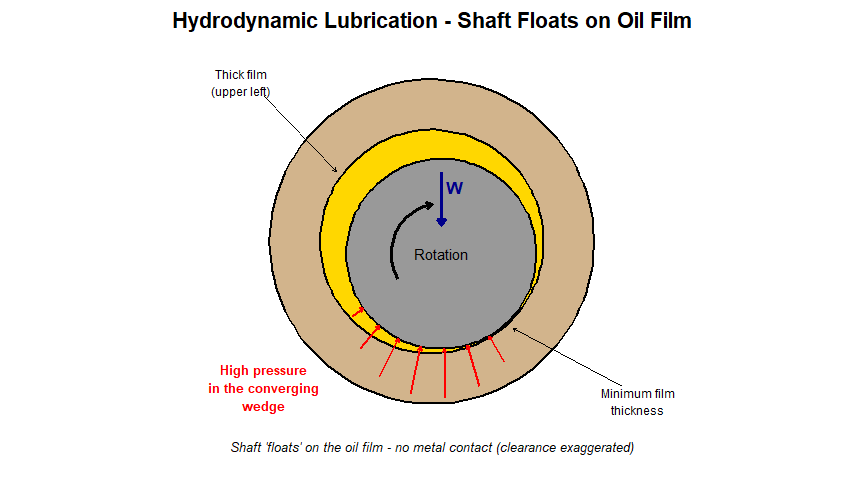 Hydrodynamic Lubrication - Shaft Floats on Oil Film
Thick film
(upper left)
W
Rotation
High pressure
in the converging
wedge
Minimum film
thickness
Shaft 'floats' on the oil film - no metal contact (clearance exaggerated)